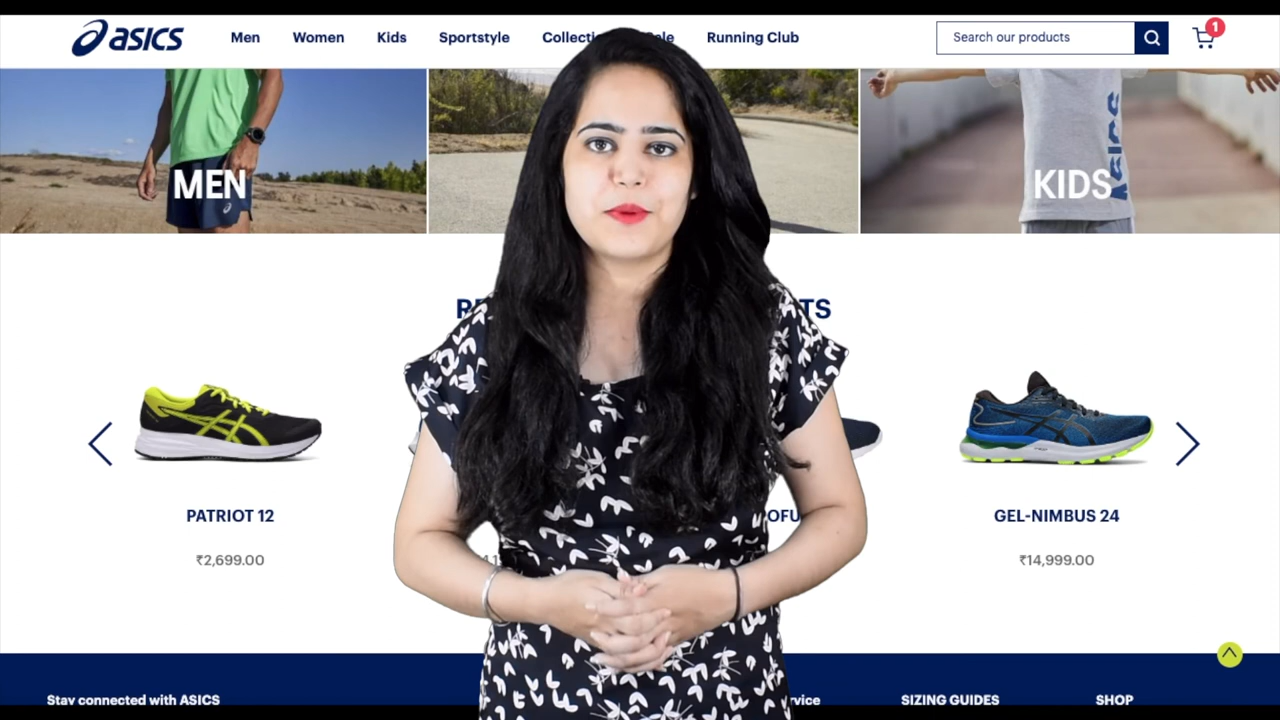 asics Men Women Kids Sportstyle Running Club Search our products 1
MEN KIDS
PATRIOT 12 GEL-NIMBUS 24
₹2,699.00 ₹14,999.00
Stay connected with ASICS SIZING GUIDES SHOP